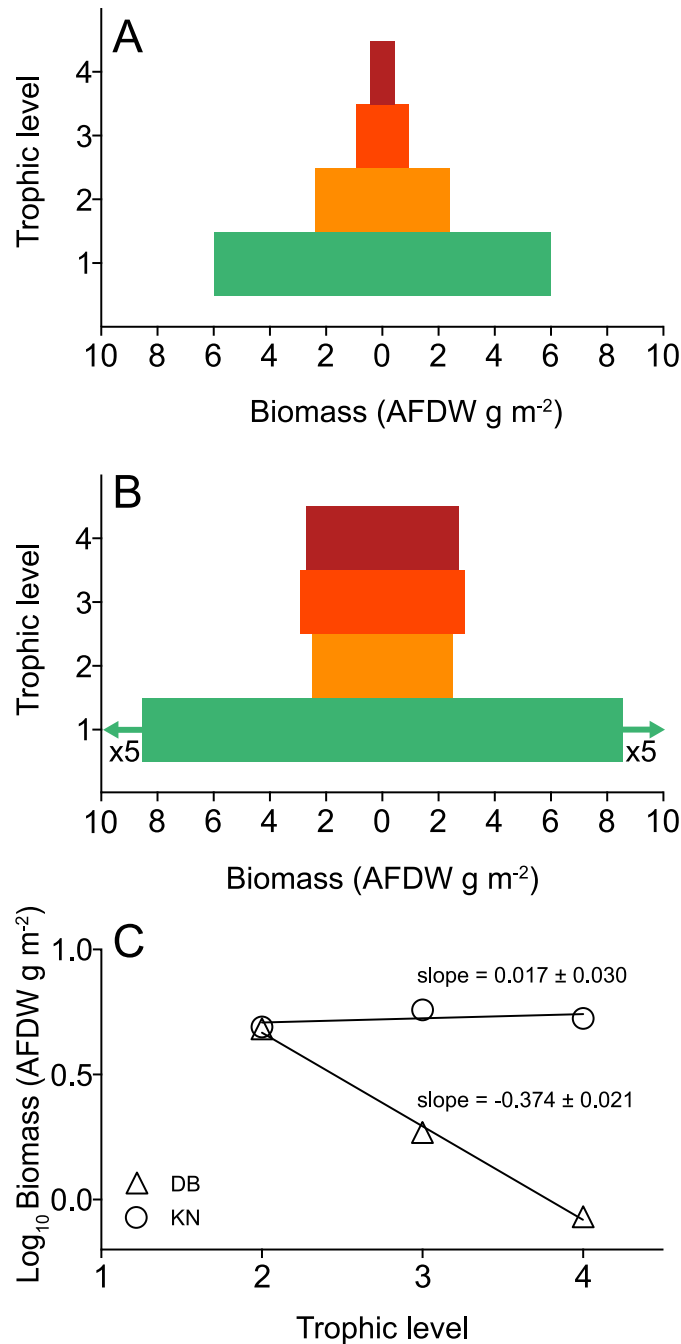 A
Trophic level
4
3
2
1
10 8 6 4 2 0 2 4 6 8 10
Biomass (AFDW g m⁻²)
B
Trophic level
4
3
2
1
x5 x5
10 8 6 4 2 0 2 4 6 8 10
Biomass (AFDW g m⁻²)
C
Log₁₀ Biomass (AFDW g m⁻²)
1.0
0.5
0.0
slope = 0.017 ± 0.030
slope = -0.374 ± 0.021
DB
KN
1 2 3 4
Trophic level